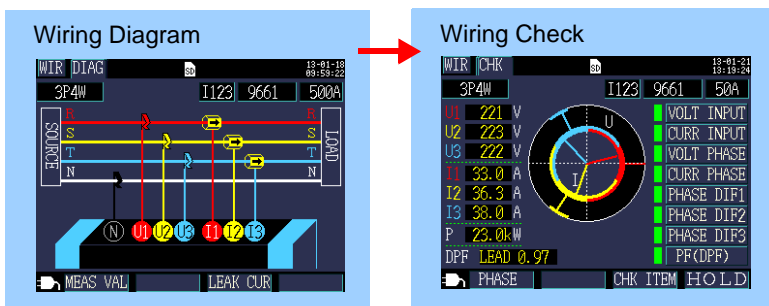 Wiring Diagram
WIR DIAG SD 13-01-18
09:59:22
3P4W I123 9661 500A
R R
S S
T T
N N
SOURCE LOAD
N U1 U2 U3 I1 I2 I3
MEAS VAL LEAK CUR
Wiring Check
WIR CHK SD 13-01-21
13:19:24
3P4W I123 9661 50A
U1 221 V
U2 223 V
U3 222 V
I1 33.0 A
I2 36.3 A
I3 38.0 A
P 23.0kW
DPF LEAD 0.97
U
I
VOLT INPUT
CURR INPUT
VOLT PHASE
CURR PHASE
PHASE DIF1
PHASE DIF2
PHASE DIF3
PF(DPF)
PHASE CHK ITEM HOLD